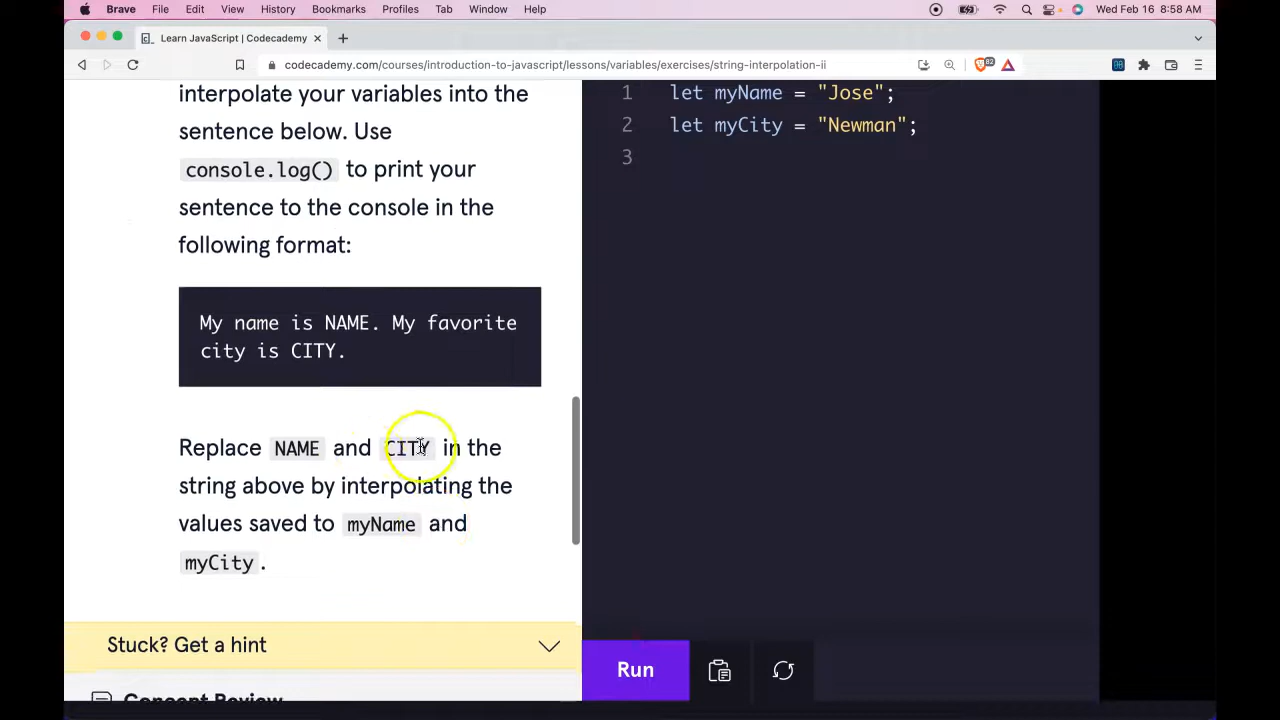 Brave File Edit View History Bookmarks Profiles Tab Window Help Wed Feb 16 8:58 AM
Learn JavaScript | Codecademy
codecademy.com/courses/introduction-to-javascript/lessons/variables/exercises/string-interpolation-ii
82
interpolate your variables into the
sentence below. Use
console.log() to print your
sentence to the console in the
following format:
My name is NAME. My favorite
city is CITY.
Replace NAME and CITY in the
string above by interpolating the
values saved to myName and
myCity.
Stuck? Get a hint
Concept Review
1 let myName = "Jose";
2 let myCity = "Newman";
3
Run